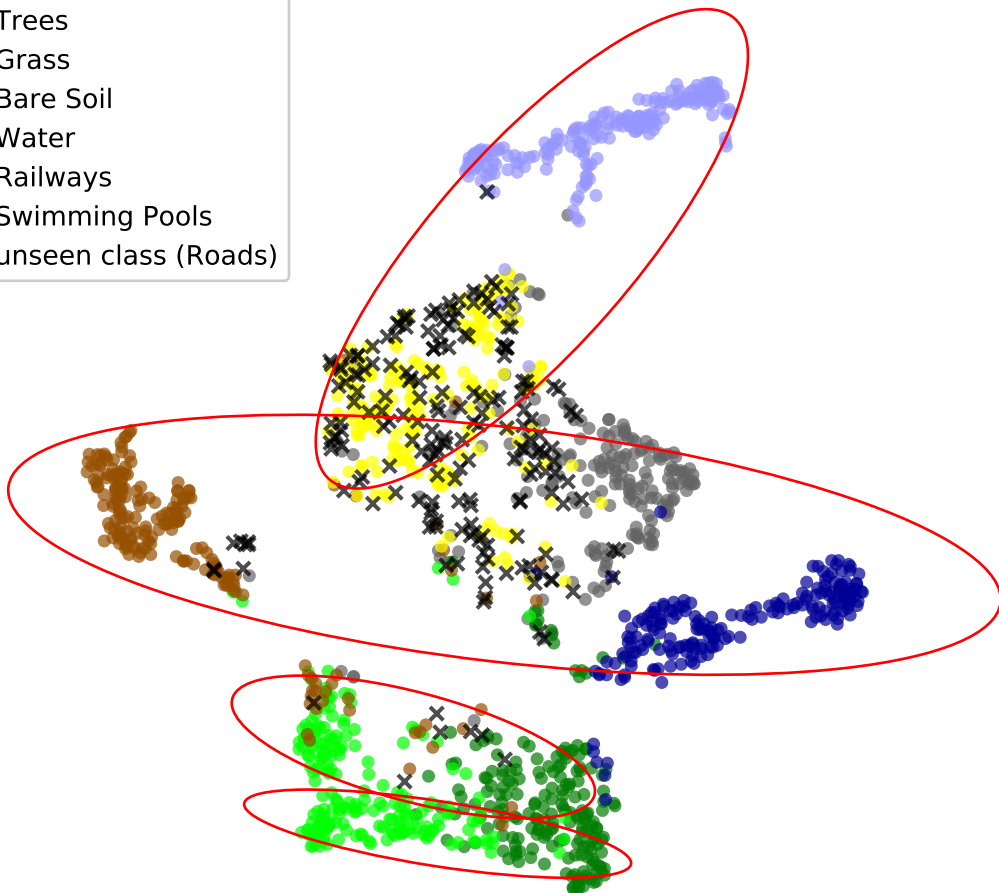 Trees
Grass
Bare Soil
Water
Railways
Swimming Pools
unseen class (Roads)